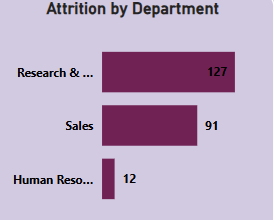 Attrition by Department
Research & ... 127
Sales 91
Human Reso... 12